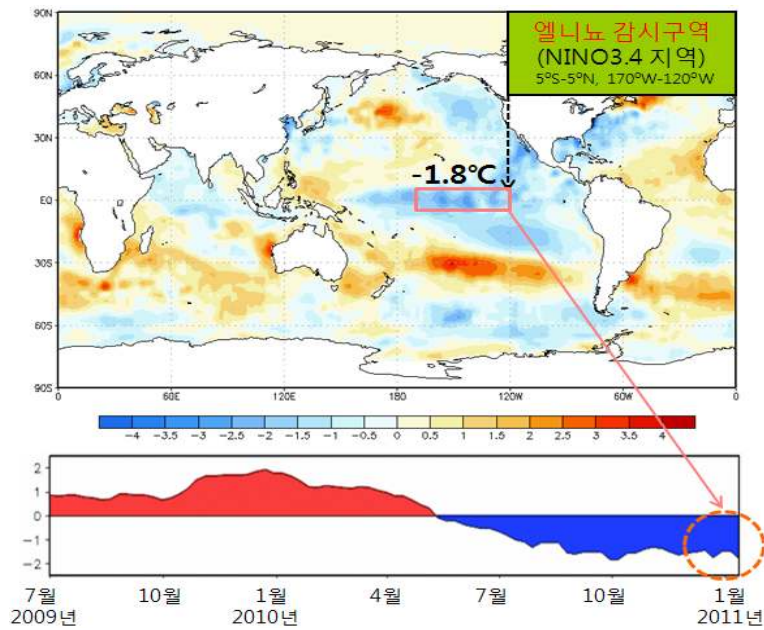 90N
엘니뇨 감시구역
(NINO3.4 지역)
5°S-5°N, 170°W-120°W
60N
30N
-1.8℃
EQ
30S
60S
90S
0 60E 120E 180 120W 60W 0
-4 -3.5 -3 -2.5 -2 -1.5 -1 -0.5 0 0.5 1 1.5 2 2.5 3 3.5 4
2
1
0
-1
-2
7월 10월 1월 4월 7월 10월 1월
2009년 2010년 2011년